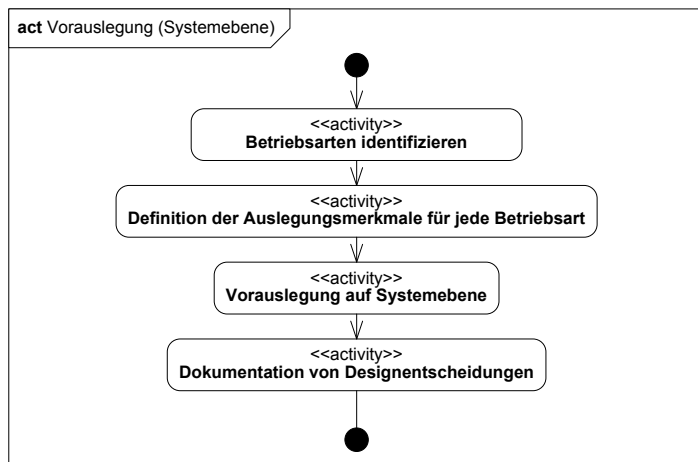 act Vorauslegung (Systemebene)
<<activity>>
Betriebsarten identifizieren
<<activity>>
Definition der Auslegungsmerkmale für jede Betriebsart
<<activity>>
Vorauslegung auf Systemebene
<<activity>>
Dokumentation von Designentscheidungen